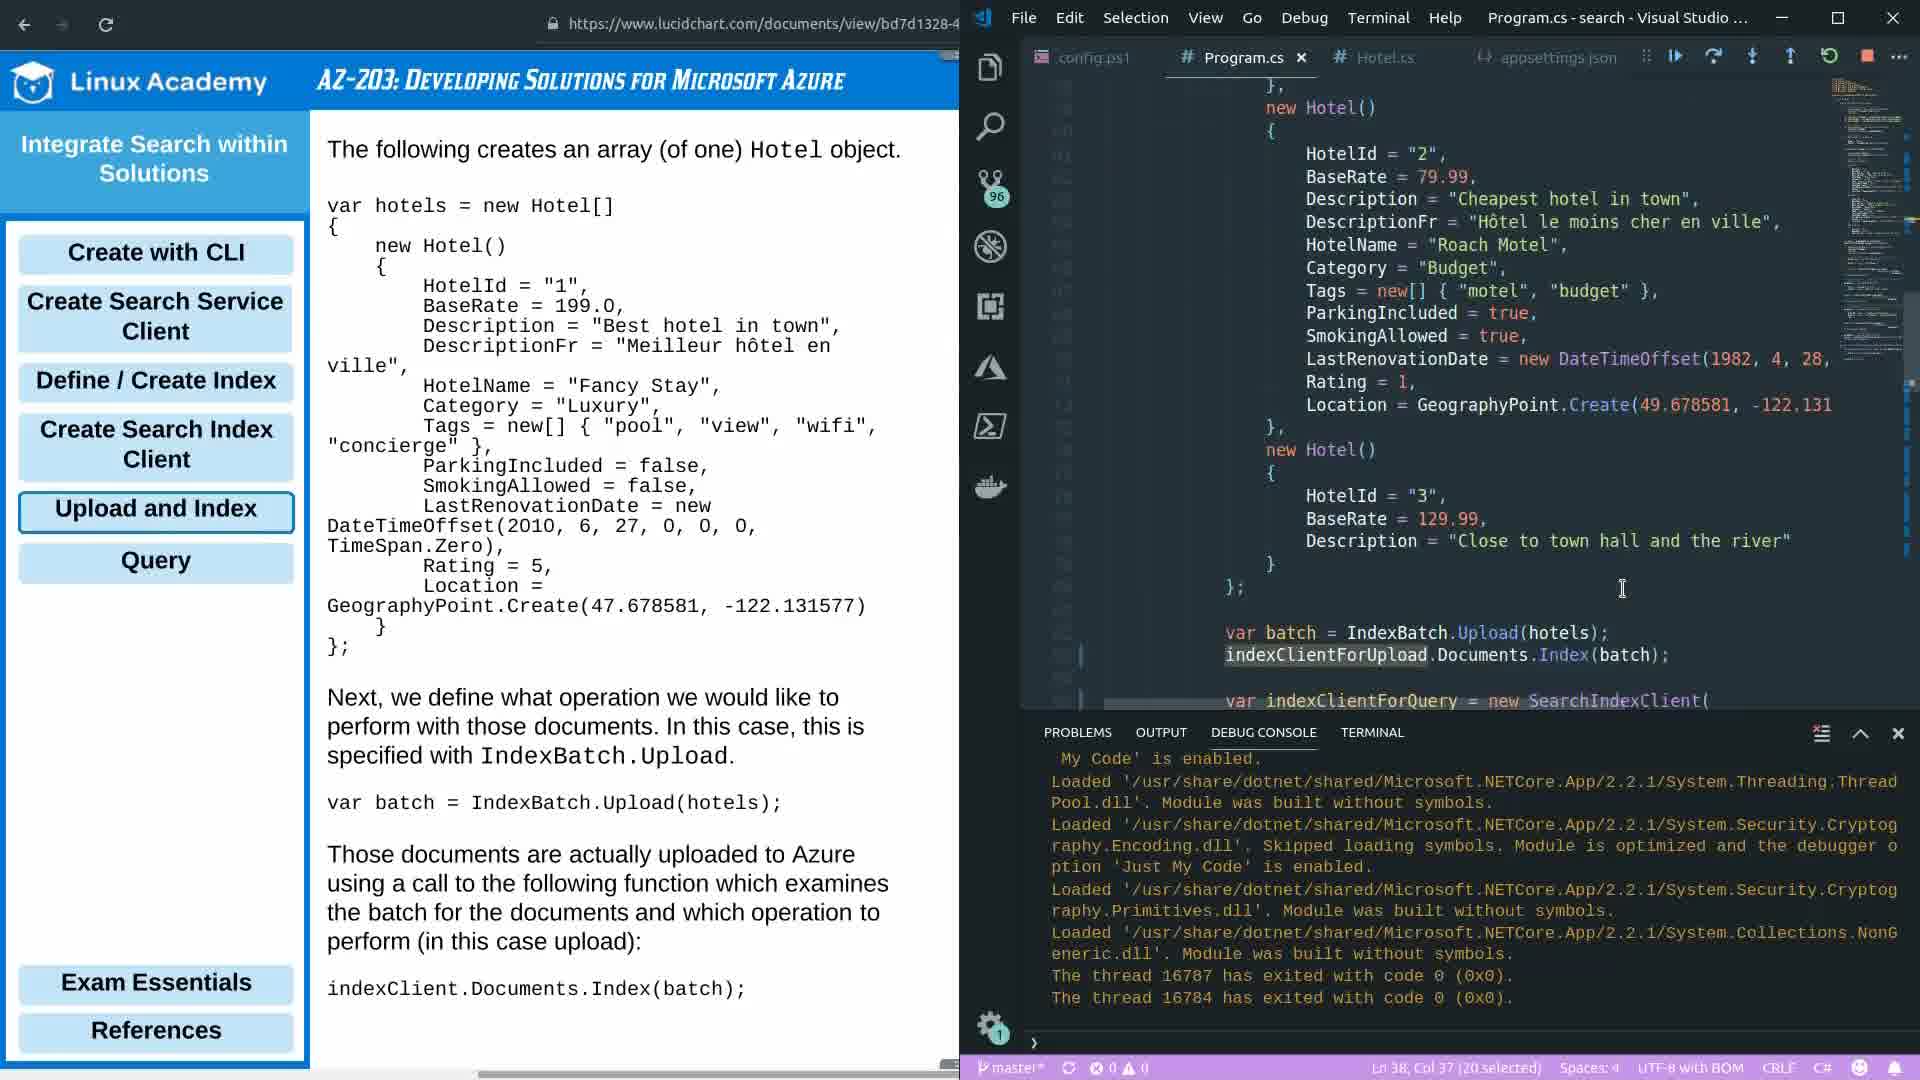 https://www.lucidchart.com/documents/view/bd7d1328-4
Linux Academy
AZ-203: Developing Solutions for Microsoft Azure
Integrate Search within
Solutions
Create with CLI
Create Search Service
Client
Define / Create Index
Create Search Index
Client
Upload and Index
Query
Exam Essentials
References
The following creates an array (of one) Hotel object.
var hotels = new Hotel[]
{
new Hotel()
{
HotelId = "1",
BaseRate = 199.0,
Description = "Best hotel in town",
DescriptionFr = "Meilleur hôtel en
ville",
HotelName = "Fancy Stay",
Category = "Luxury",
Tags = new[] { "pool", "view", "wifi",
"concierge" },
ParkingIncluded = false,
SmokingAllowed = false,
LastRenovationDate = new
DateTimeOffset(2010, 6, 27, 0, 0, 0,
TimeSpan.Zero),
Rating = 5,
Location =
GeographyPoint.Create(47.678581, -122.131577)
}
};
Next, we define what operation we would like to
perform with those documents. In this case, this is
specified with IndexBatch.Upload.
var batch = IndexBatch.Upload(hotels);
Those documents are actually uploaded to Azure
using a call to the following function which examines
the batch for the documents and which operation to
perform (in this case upload):
indexClient.Documents.Index(batch);
File Edit Selection View Go Debug Terminal Help Program.cs - search - Visual Studio ...
config.ps1 # Program.cs # Hotel.cs {} appsettings.json
96
},
new Hotel()
{
HotelId = "2",
BaseRate = 79.99,
Description = "Cheapest hotel in town",
DescriptionFr = "Hôtel le moins cher en ville",
HotelName = "Roach Motel",
Category = "Budget",
Tags = new[] { "motel", "budget" },
ParkingIncluded = true,
SmokingAllowed = true,
LastRenovationDate = new DateTimeOffset(1982, 4, 28,
Rating = 1,
Location = GeographyPoint.Create(49.678581, -122.131
},
new Hotel()
{
HotelId = "3",
BaseRate = 129.99,
Description = "Close to town hall and the river"
}
};
var batch = IndexBatch.Upload(hotels);
indexClientForUpload.Documents.Index(batch);
var indexClientForQuery = new SearchIndexClient(
PROBLEMS OUTPUT DEBUG CONSOLE TERMINAL
My Code' is enabled.
Loaded '/usr/share/dotnet/shared/Microsoft.NETCore.App/2.2.1/System.Threading.Thread
Pool.dll'. Module was built without symbols.
Loaded '/usr/share/dotnet/shared/Microsoft.NETCore.App/2.2.1/System.Security.Cryptog
raphy.Encoding.dll'. Skipped loading symbols. Module is optimized and the debugger o
ption 'Just My Code' is enabled.
Loaded '/usr/share/dotnet/shared/Microsoft.NETCore.App/2.2.1/System.Security.Cryptog
raphy.Primitives.dll'. Module was built without symbols.
Loaded '/usr/share/dotnet/shared/Microsoft.NETCore.App/2.2.1/System.Collections.NonG
eneric.dll'. Module was built without symbols.
The thread 16787 has exited with code 0 (0x0).
The thread 16784 has exited with code 0 (0x0).
1
master* 0 0 Ln 38, Col 37 (20 selected) Spaces: 4 UTF-8 with BOM CRLF C#